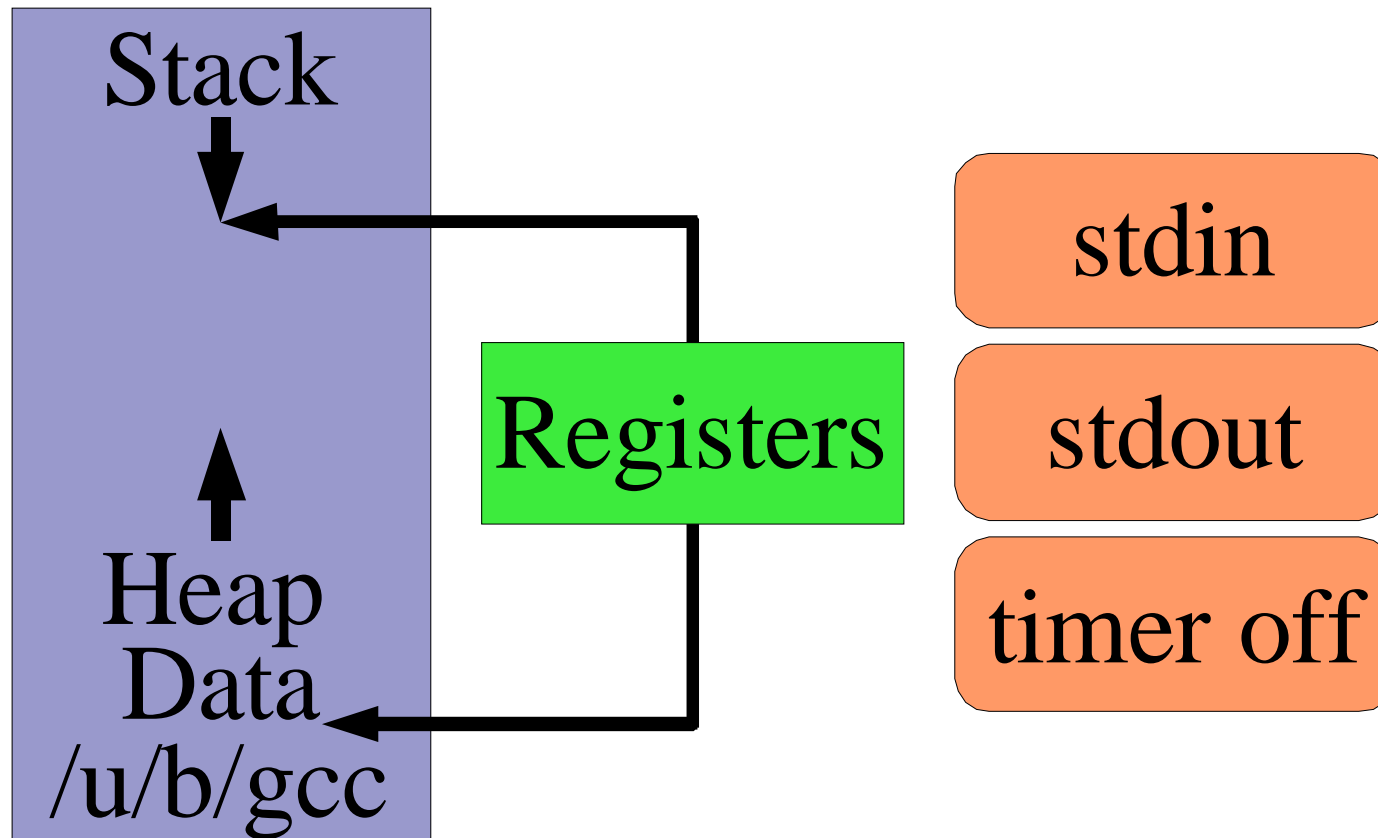 Stack
Heap
Data
/u/b/gcc
Registers
stdin
stdout
timer off